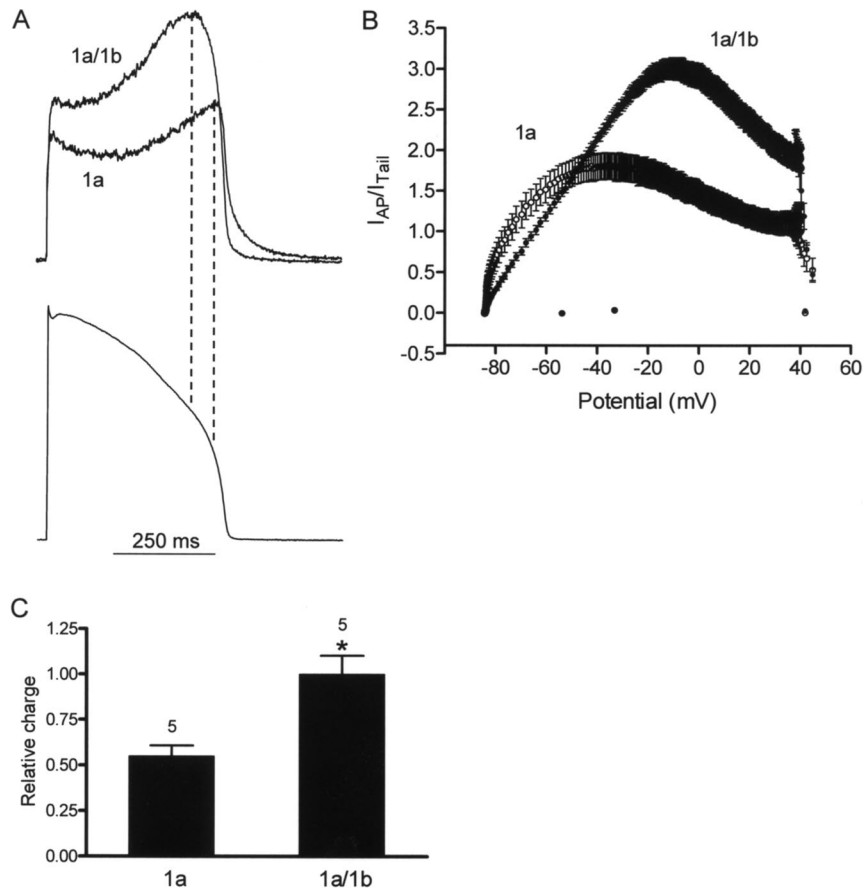 A
1a/1b
1a
250 ms
B
1a/1b
1a
I_AP/I_Tail
3.5
3.0
2.5
2.0
1.5
1.0
0.5
0.0
-0.5
-80 -60 -40 -20 0 20 40 60
Potential (mV)
C
Relative charge
1.25
1.00
0.75
0.50
0.25
0.00
5
5
*
1a
1a/1b